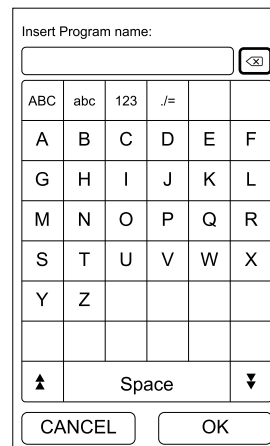 Insert Program name:
ABC abc 123 ./=
A B C D E F
G H I J K L
M N O P Q R
S T U V W X
Y Z
Space
CANCEL OK